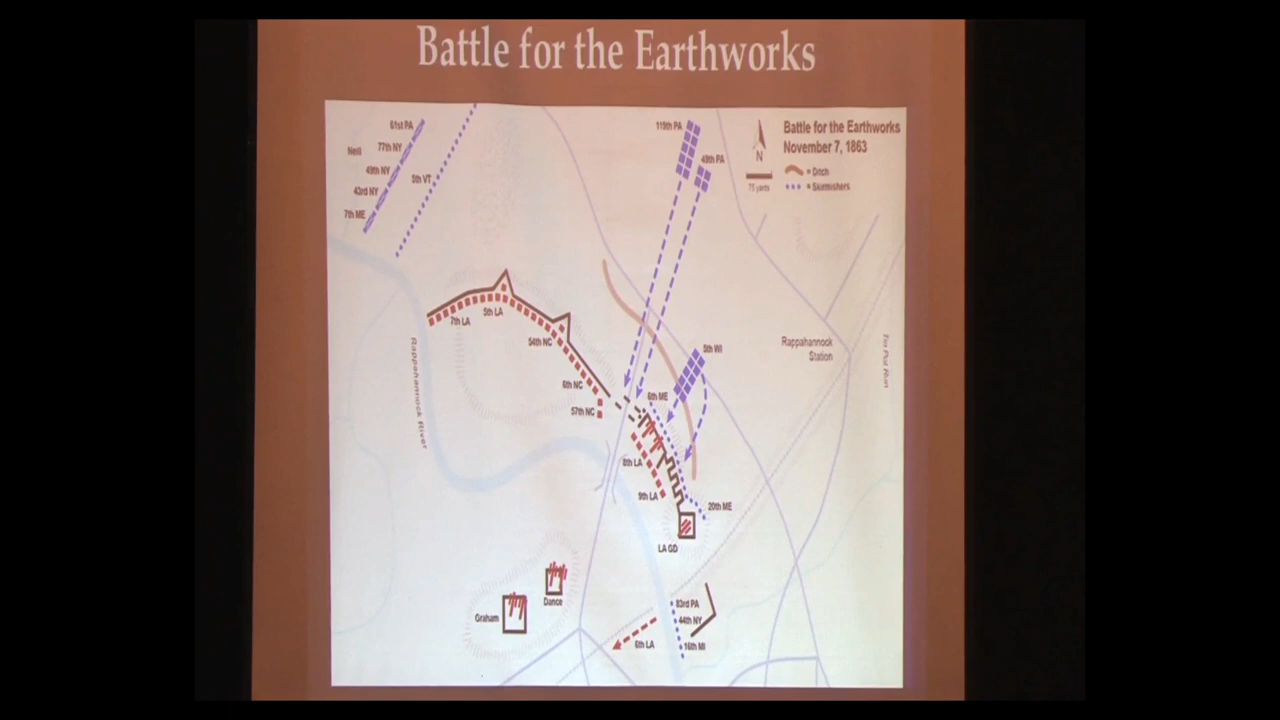 Battle for the Earthworks
Battle for the Earthworks
November 7, 1863
N
75 yards
= Ditch
= Skirmishers
61st PA
Neill
77th NY
49th NY
43rd NY
7th ME
5th VT
119th PA
49th PA
7th LA
5th LA
54th NC
6th NC
57th NC
5th WI
6th ME
8th LA
9th LA
20th ME
LA GD
Rappahannock
Station
Tin Pot Run
Rappahannock River
Dance
Graham
83rd PA
44th NY
16th MI
6th LA